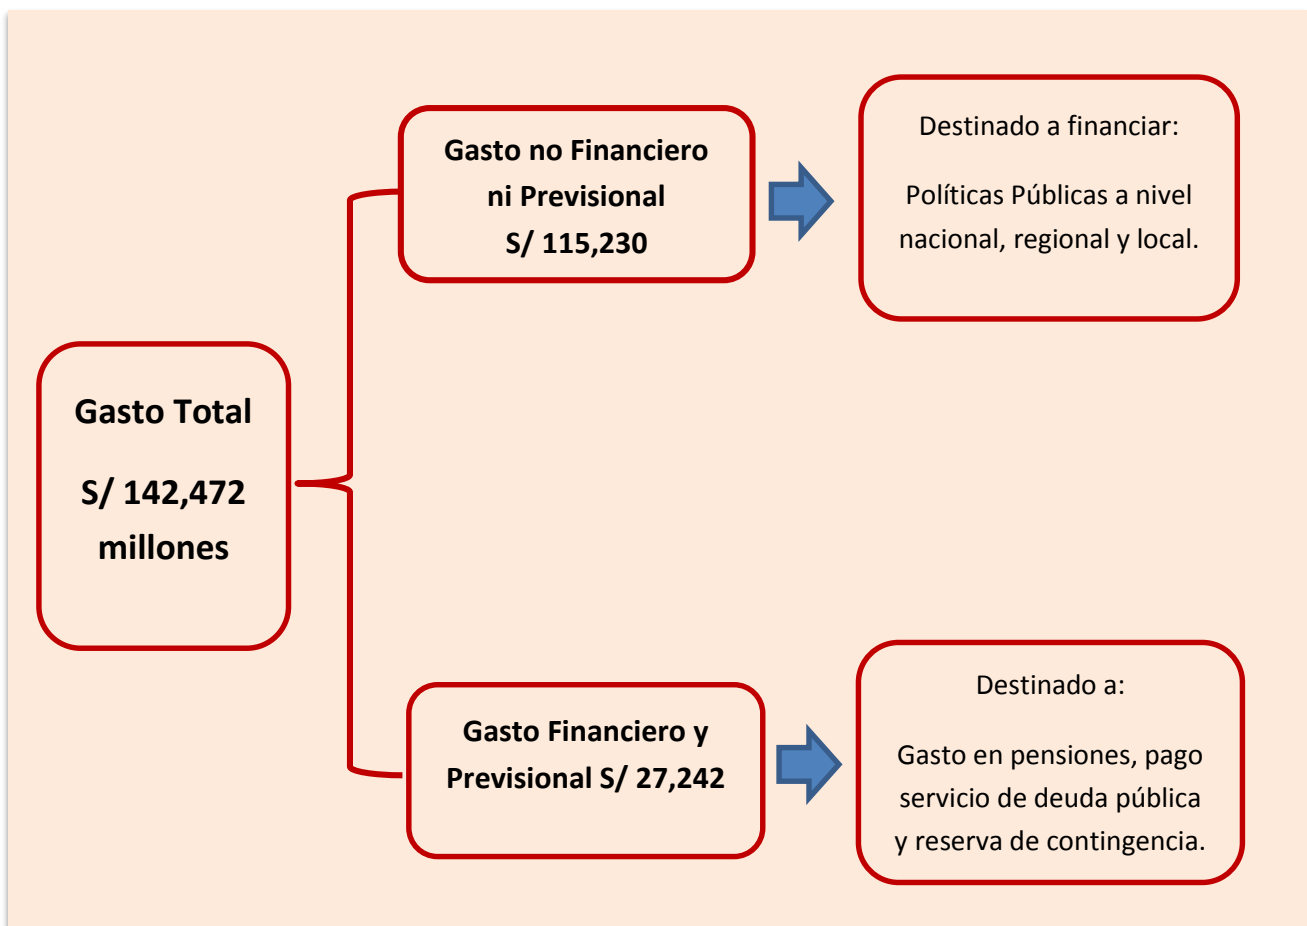 Gasto Total
S/ 142,472
millones
Gasto no Financiero
ni Previsional
S/ 115,230
Destinado a financiar:
Políticas Públicas a nivel
nacional, regional y local.
Gasto Financiero y
Previsional S/ 27,242
Destinado a:
Gasto en pensiones, pago
servicio de deuda pública
y reserva de contingencia.